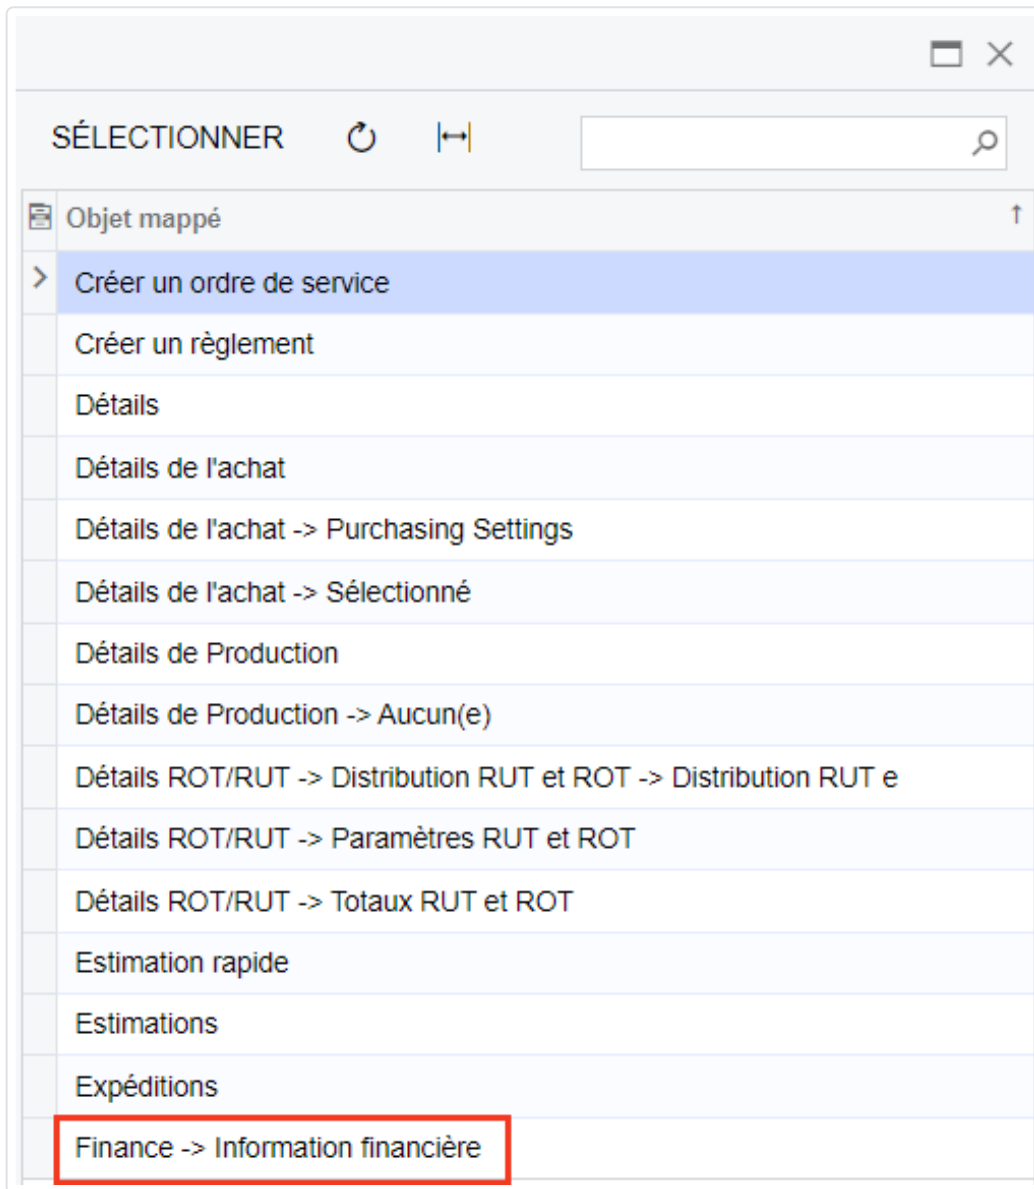 SÉLECTIONNER
Objet mappé
Créer un ordre de service
Créer un règlement
Détails
Détails de l'achat
Détails de l'achat -> Purchasing Settings
Détails de l'achat -> Sélectionné
Détails de Production
Détails de Production -> Aucun(e)
Détails ROT/RUT -> Distribution RUT et ROT -> Distribution RUT e
Détails ROT/RUT -> Paramètres RUT et ROT
Détails ROT/RUT -> Totaux RUT et ROT
Estimation rapide
Estimations
Expéditions
Finance -> Information financière